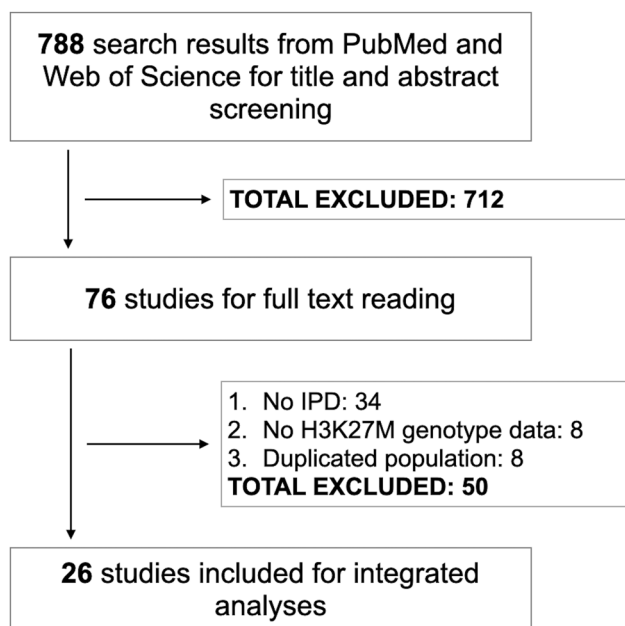 788 search results from PubMed and
Web of Science for title and abstract
screening
TOTAL EXCLUDED: 712
76 studies for full text reading
1. No IPD: 34
2. No H3K27M genotype data: 8
3. Duplicated population: 8
TOTAL EXCLUDED: 50
26 studies included for integrated
analyses